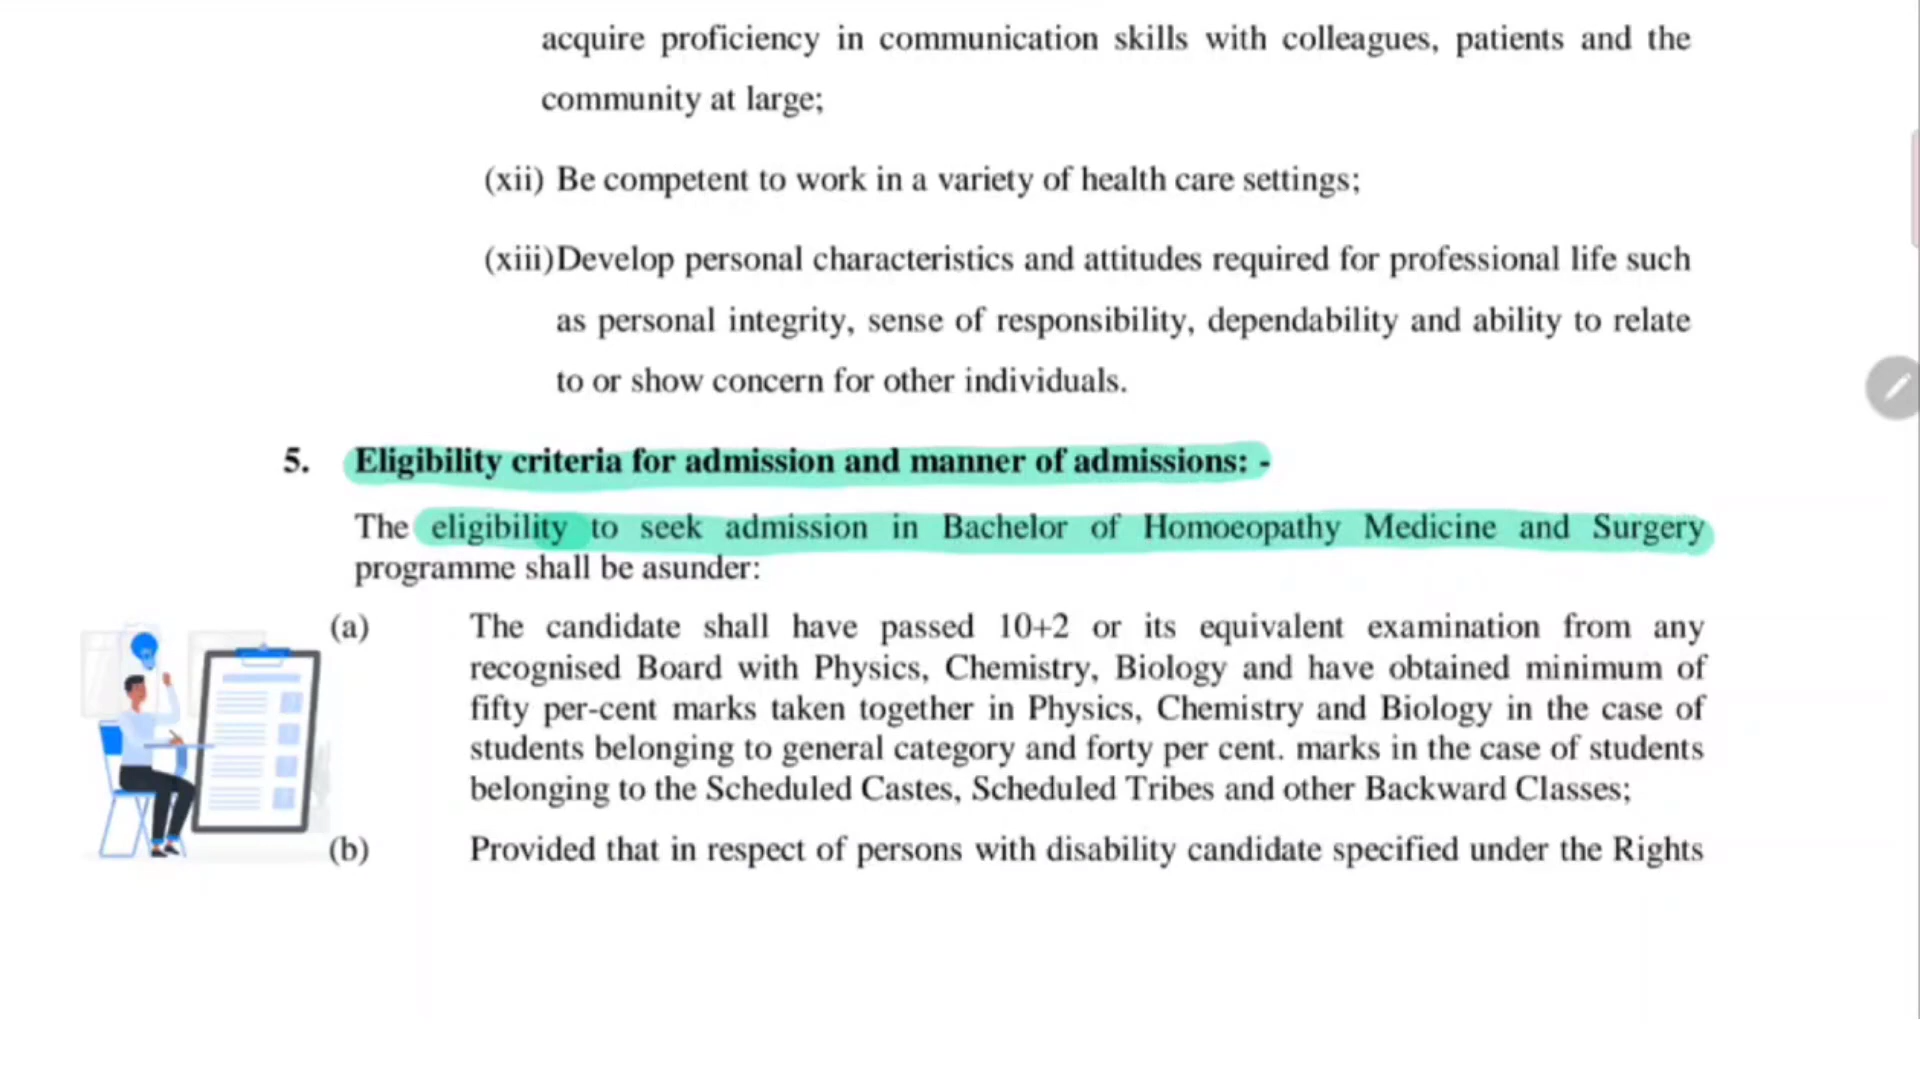 acquire proficiency in communication skills with colleagues, patients and the
community at large;
(xii) Be competent to work in a variety of health care settings;
(xiii)Develop personal characteristics and attitudes required for professional life such
as personal integrity, sense of responsibility, dependability and ability to relate
to or show concern for other individuals.
5. Eligibility criteria for admission and manner of admissions: -
The eligibility to seek admission in Bachelor of Homoeopathy Medicine and Surgery
programme shall be asunder:
(a) The candidate shall have passed 10+2 or its equivalent examination from any
recognised Board with Physics, Chemistry, Biology and have obtained minimum of
fifty per-cent marks taken together in Physics, Chemistry and Biology in the case of
students belonging to general category and forty per cent. marks in the case of students
belonging to the Scheduled Castes, Scheduled Tribes and other Backward Classes;
(b) Provided that in respect of persons with disability candidate specified under the Rights